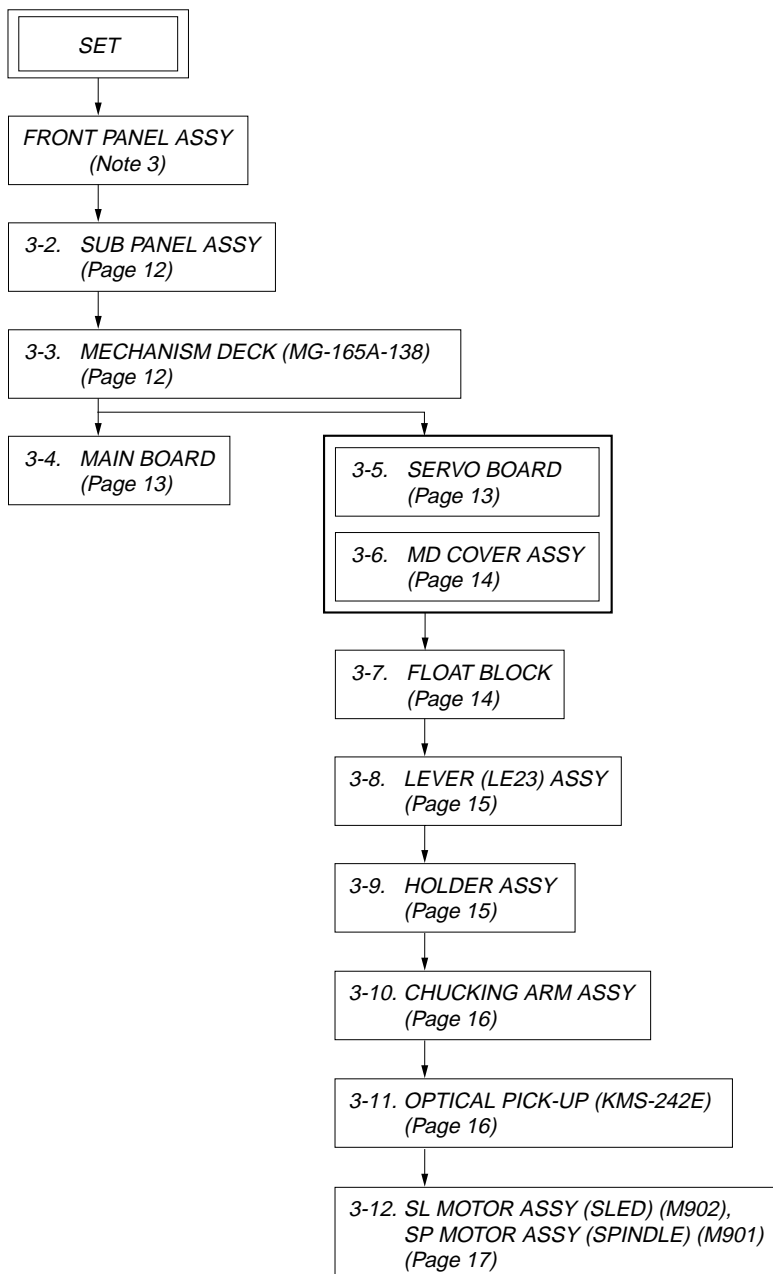 SET
FRONT PANEL ASSY
(Note 3)
3-2. SUB PANEL ASSY
(Page 12)
3-3. MECHANISM DECK (MG-165A-138)
(Page 12)
3-4. MAIN BOARD
(Page 13)
3-5. SERVO BOARD
(Page 13)
3-6. MD COVER ASSY
(Page 14)
3-7. FLOAT BLOCK
(Page 14)
3-8. LEVER (LE23) ASSY
(Page 15)
3-9. HOLDER ASSY
(Page 15)
3-10. CHUCKING ARM ASSY
(Page 16)
3-11. OPTICAL PICK-UP (KMS-242E)
(Page 16)
3-12. SL MOTOR ASSY (SLED) (M902),
SP MOTOR ASSY (SPINDLE) (M901)
(Page 17)